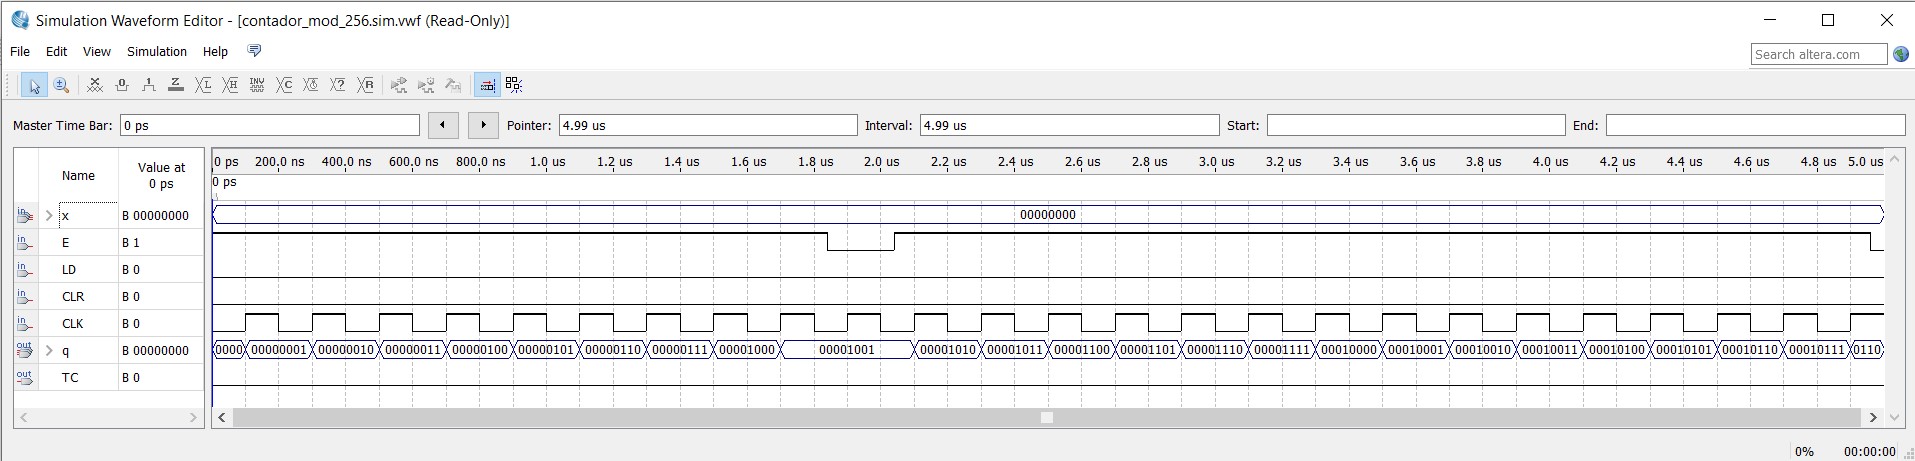 Simulation Waveform Editor - [contador_mod_256.sim.vwf (Read-Only)]
File Edit View Simulation Help
Search altera.com
Master Time Bar: 0 ps Pointer: 4.99 us Interval: 4.99 us Start: End:
Name Value at 0 ps
0 ps 200.0 ns 400.0 ns 600.0 ns 800.0 ns 1.0 us 1.2 us 1.4 us 1.6 us 1.8 us 2.0 us 2.2 us 2.4 us 2.6 us 2.8 us 3.0 us 3.2 us 3.4 us 3.6 us 3.8 us 4.0 us 4.2 us 4.4 us 4.6 us 4.8 us 5.0 us
0 ps
in x B 00000000 00000000
in E B 1
in LD B 0
in CLR B 0
in CLK B 0
out q B 00000000 0000 00000001 00000010 00000011 00000100 00000101 00000110 00000111 00001000 00001001 00001010 00001011 00001100 00001101 00001110 00001111 00010000 00010001 00010010 00010011 00010100 00010101 00010110 00010111 0110
out TC B 0
0% 00:00:00